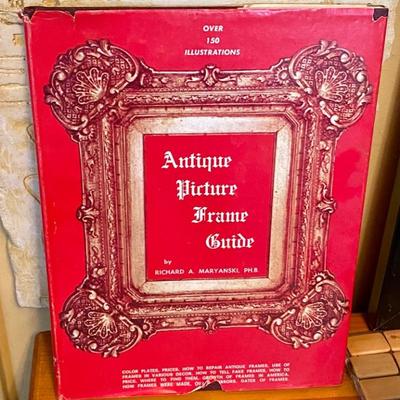 OVER
150
ILLUSTRATIONS
Antique
Picture
Frame
Guide
by
RICHARD A. MARYANSKI, PH.B.
COLOR PLATES, PRICES, HOW TO REPAIR ANTIQUE FRAMES, USE OF
FRAMES IN VARIOUS DECOR, HOW TO TELL FAKE FRAMES, HOW TO
PRICE, WHERE TO FIND THEM, GROWTH OF FRAMES IN AMERICA,
HOW FRAMES WERE MADE, DATES OF FRAMES.